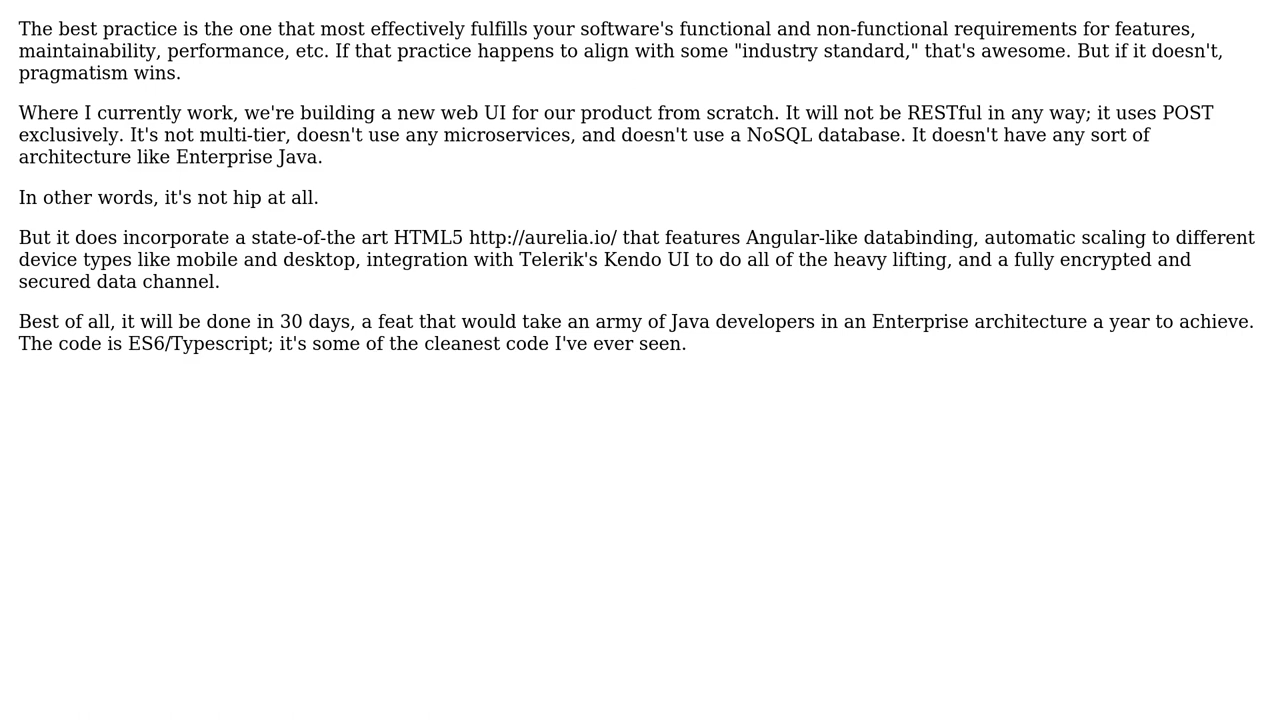 The best practice is the one that most effectively fulfills your software's functional and non-functional requirements for features,
maintainability, performance, etc. If that practice happens to align with some "industry standard," that's awesome. But if it doesn't,
pragmatism wins.
Where I currently work, we're building a new web UI for our product from scratch. It will not be RESTful in any way; it uses POST
exclusively. It's not multi-tier, doesn't use any microservices, and doesn't use a NoSQL database. It doesn't have any sort of
architecture like Enterprise Java.
In other words, it's not hip at all.
But it does incorporate a state-of-the art HTML5 http://aurelia.io/ that features Angular-like databinding, automatic scaling to different
device types like mobile and desktop, integration with Telerik's Kendo UI to do all of the heavy lifting, and a fully encrypted and
secured data channel.
Best of all, it will be done in 30 days, a feat that would take an army of Java developers in an Enterprise architecture a year to achieve.
The code is ES6/Typescript; it's some of the cleanest code I've ever seen.